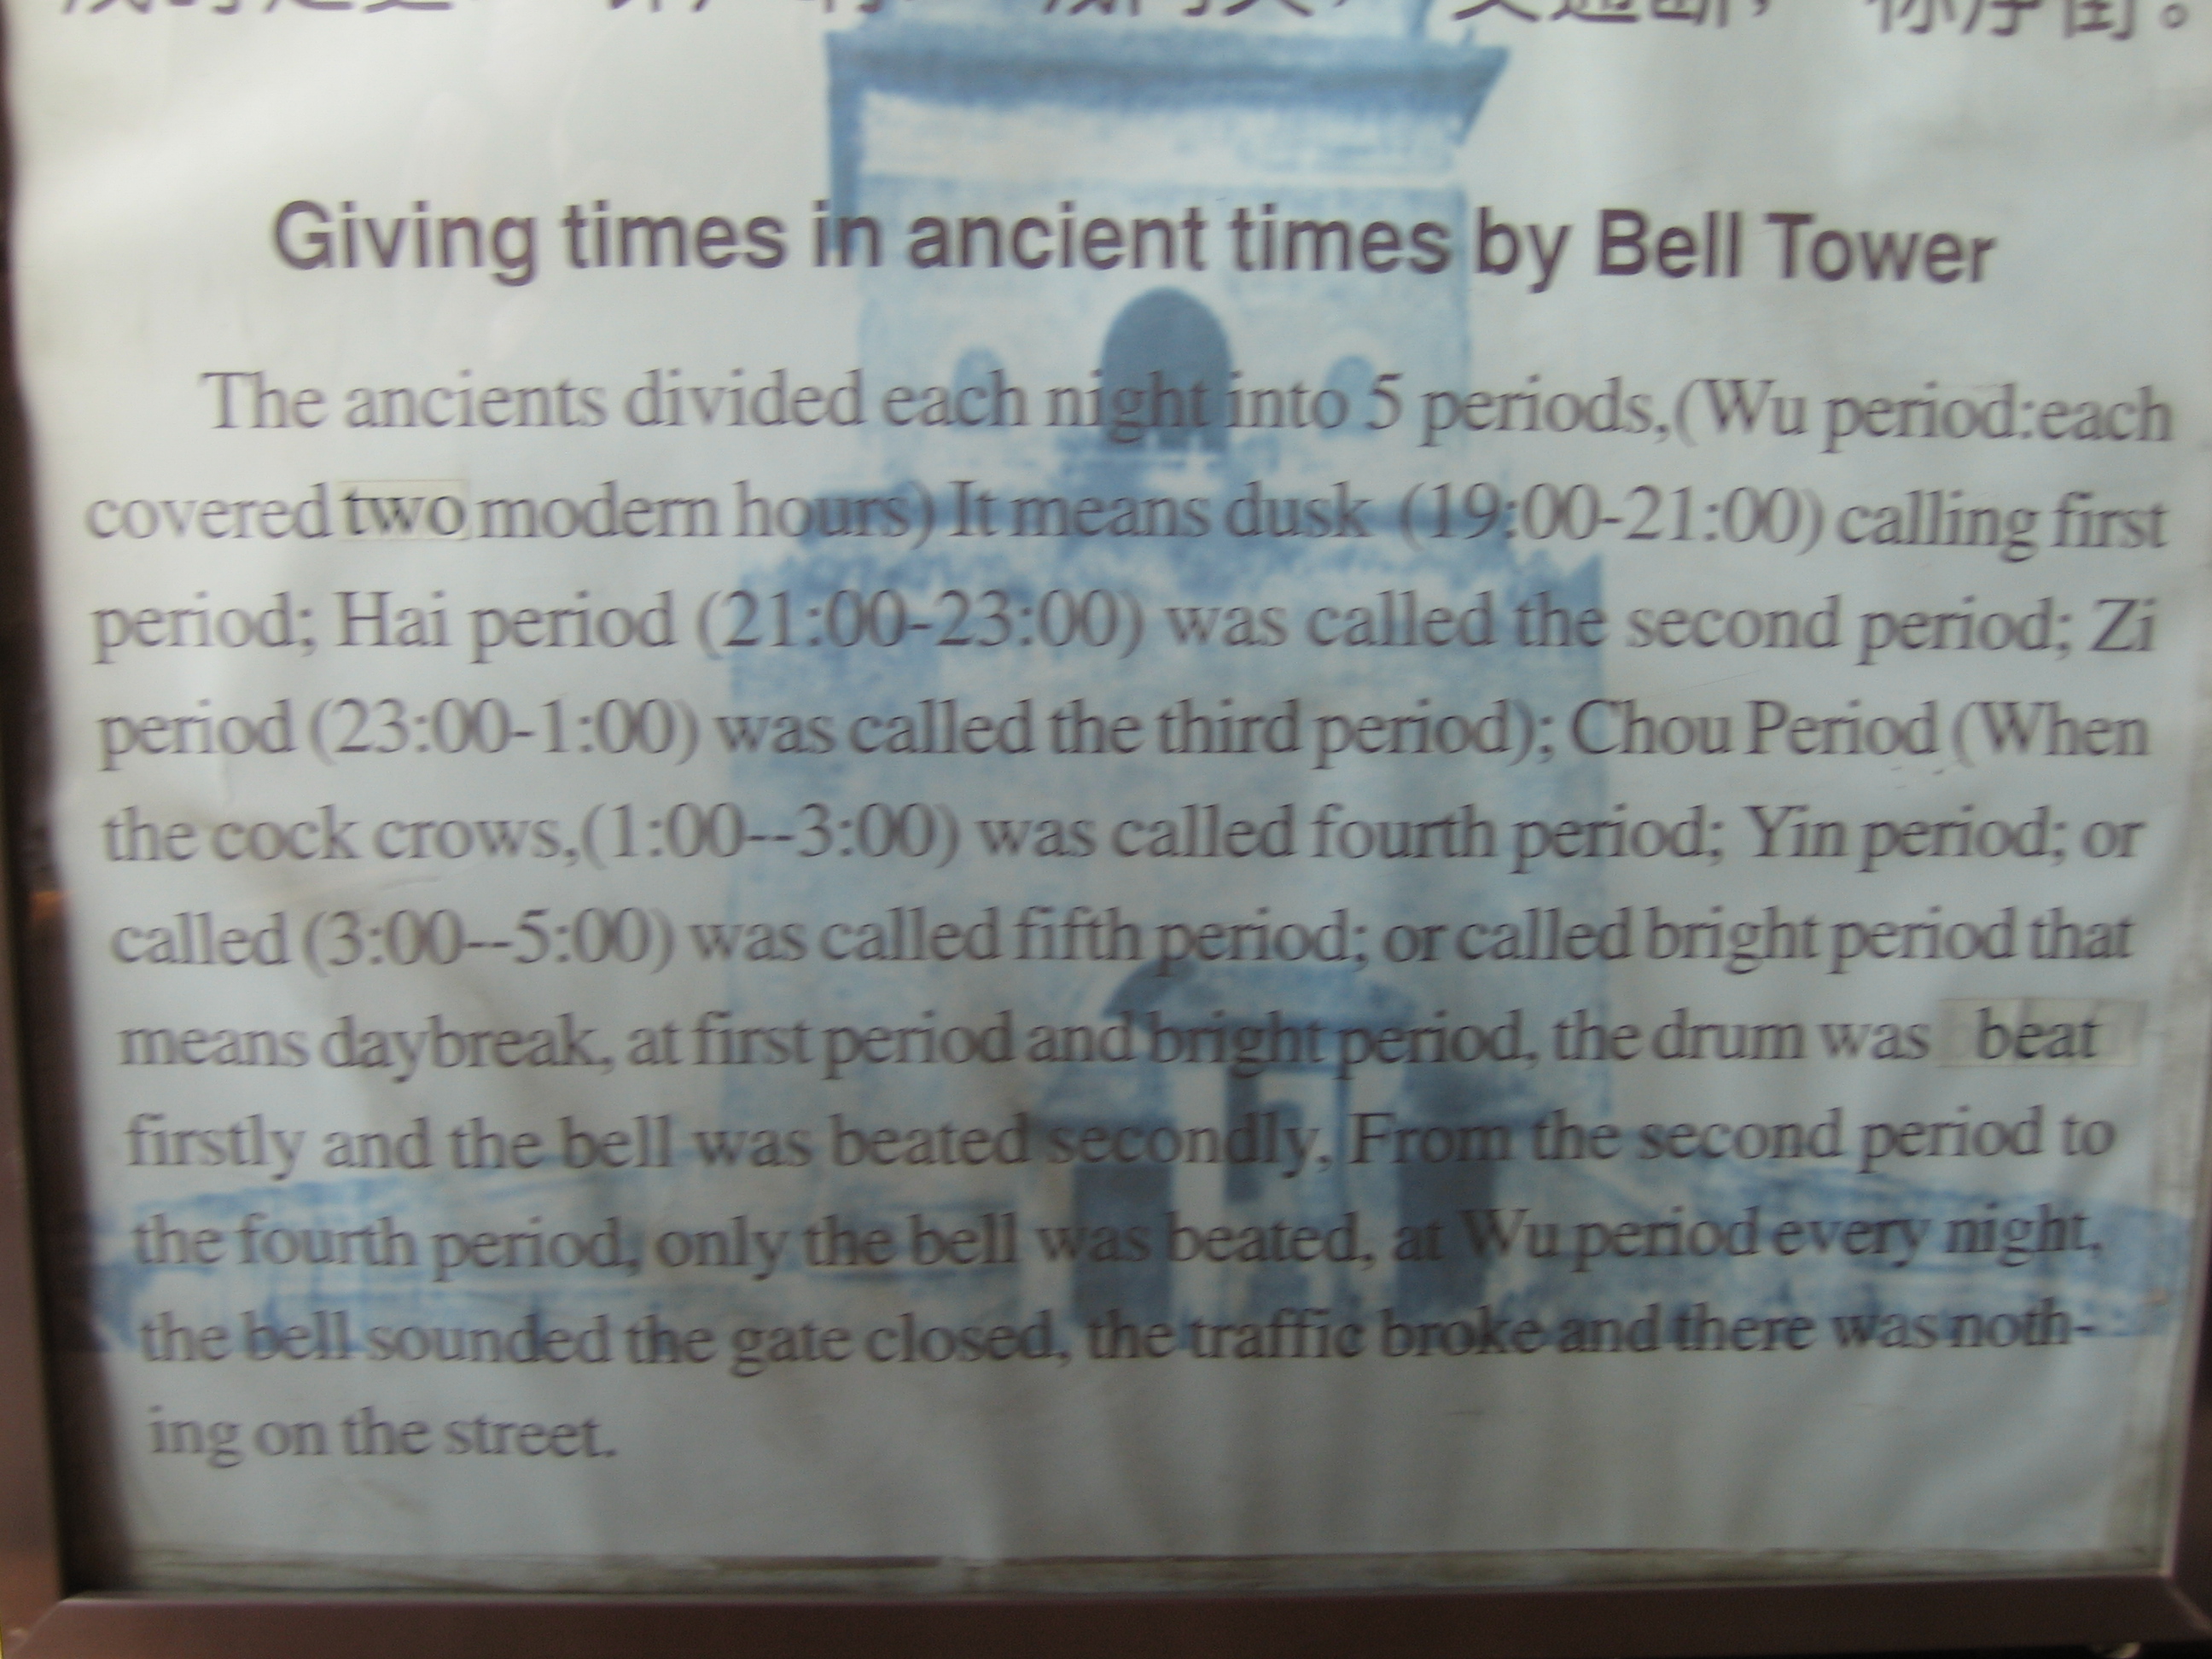 Giving times in ancient times by Bell Tower
The ancients divided each night into 5 periods,(Wu period:each
covered two modern hours) It means dusk (19:00-21:00) calling first
period; Hai period (21:00-23:00) was called the second period; Zi
period (23:00-1:00) was called the third period); Chou Period (When
the cock crows,(1:00--3:00) was called fourth period; Yin period; or
called (3:00--5:00) was called fifth period; or called bright period that
means daybreak, at first period and bright period, the drum was beat
firstly and the bell was beated secondly, From the second period to
the fourth period, only the bell was beated, at Wu period every night,
the bell sounded the gate closed, the traffic broke and there was noth-
ing on the street.